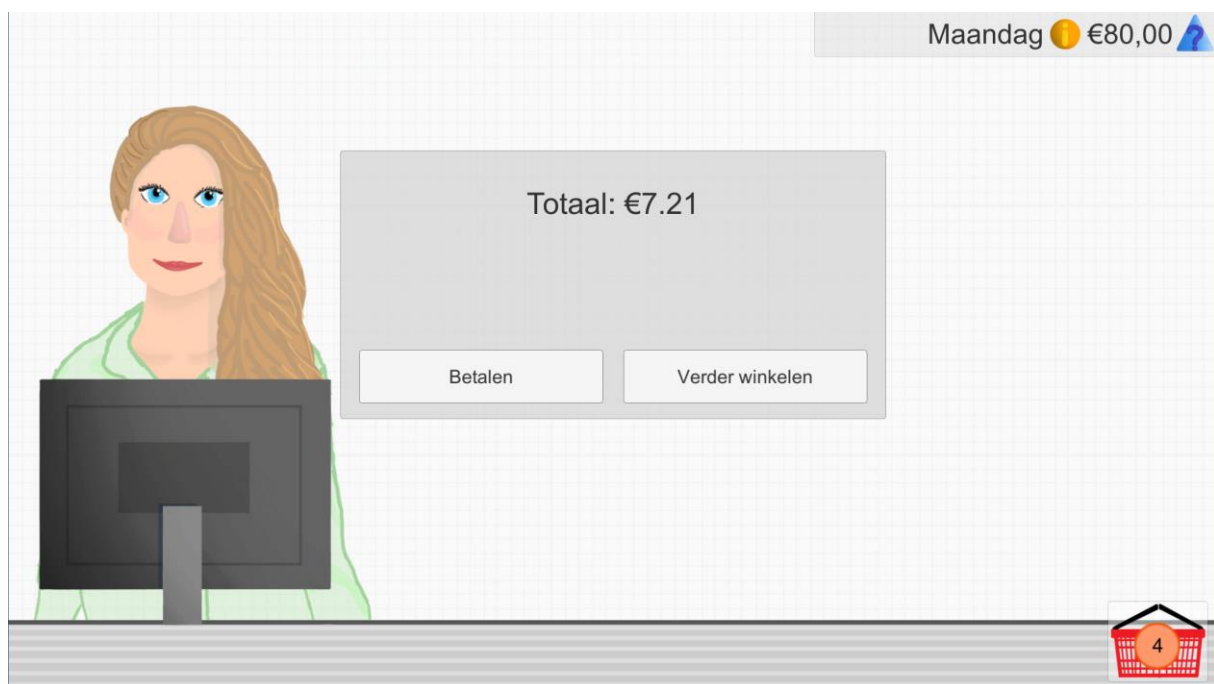 Maandag €80,00 ?
Totaal: €7.21
Betalen
Verder winkelen
4